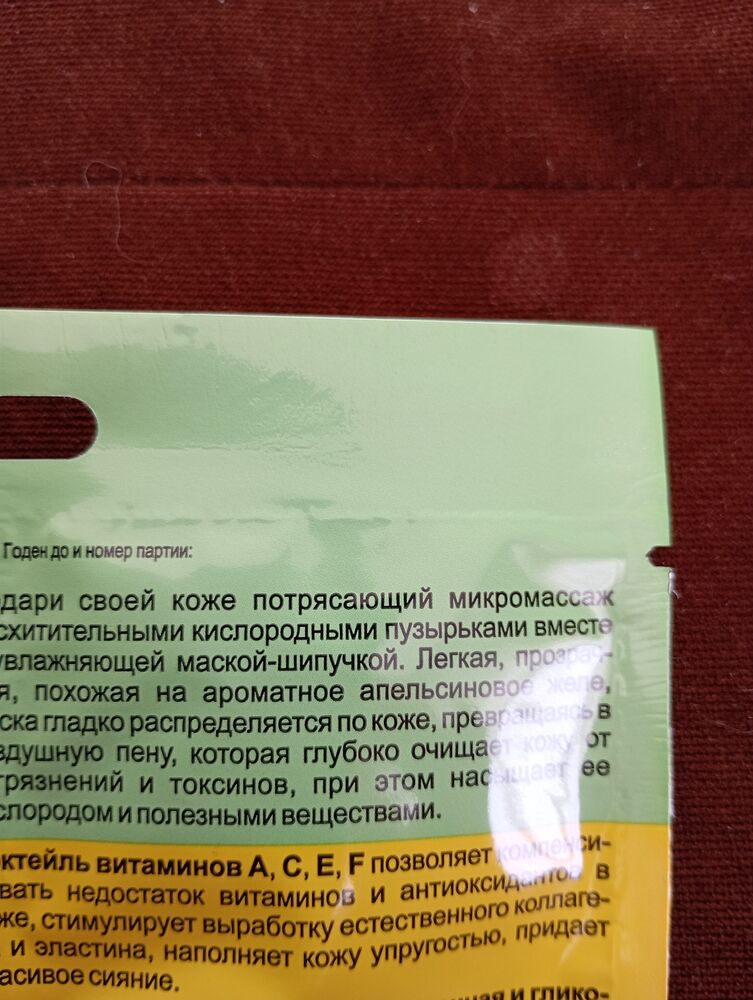 Годен до и номер партии:
дари своей коже потрясающий микромассаж
схитительными кислородными пузырьками вместе
увлажняющей маской-шипучкой. Легкая, прозрач-
я, похожая на ароматное апельсиновое желе,
ска гладко распределяется по коже, превращаясь в
здушную пену, которая глубоко очищает кожу от
грязнений и токсинов, при этом насыщает ее
слородом и полезными веществами.
октейль витаминов A, C, E, F позволяет компенси-
вать недостаток витаминов и антиоксидантов в
же, стимулирует выработку естественного коллаге-
и эластина, наполняет кожу упругостью, придает
асивое сияние.
ная и глико-